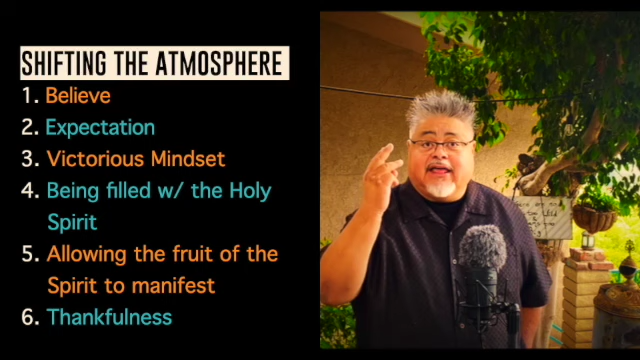 SHIFTING THE ATMOSPHERE
1. Believe
2. Expectation
3. Victorious Mindset
4. Being filled w/ the Holy
Spirit
5. Allowing the fruit of the
Spirit to manifest
6. Thankfulness